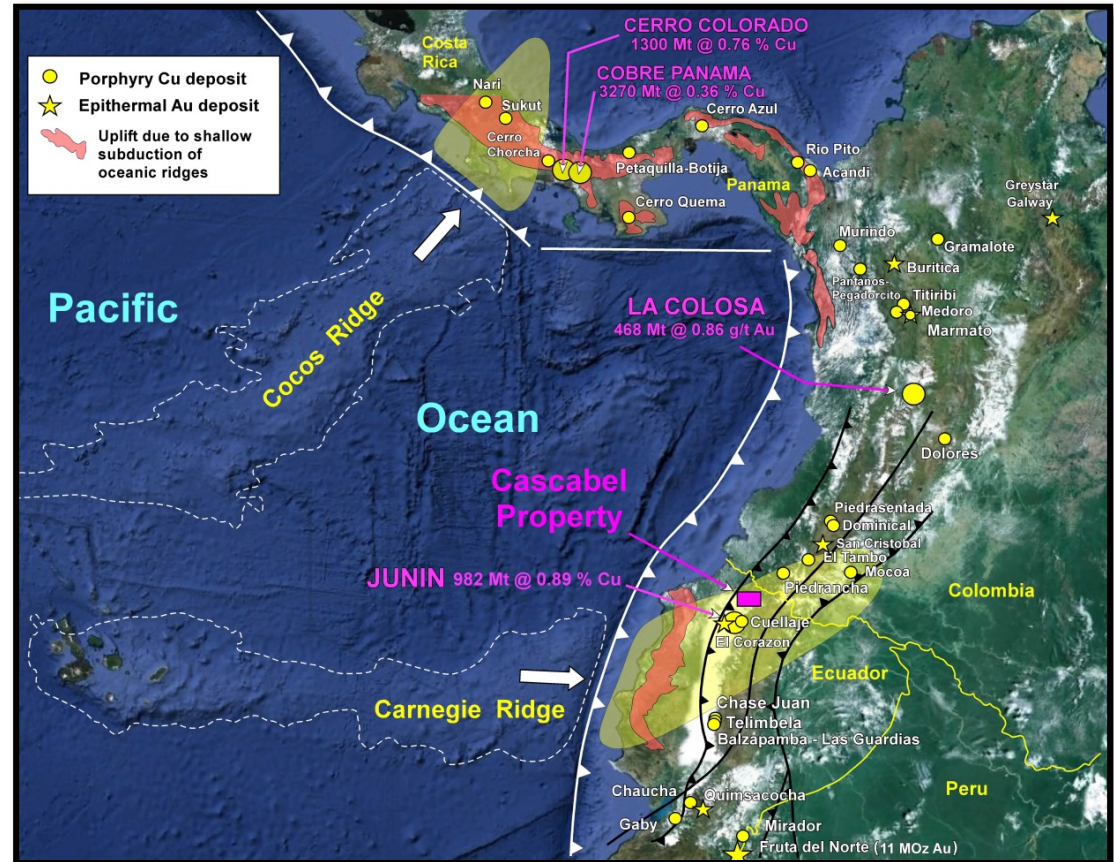 Porphyry Cu deposit
Epithermal Au deposit
Uplift due to shallow
subduction of
oceanic ridges
Costa
Rica
CERRO COLORADO
1300 Mt @ 0.76 % Cu
COBRE PANAMA
3270 Mt @ 0.36 % Cu
Nari
Sukut
Cerro
Chorcha
Cerro Azul
Petaquilla-Botija
Panama
Rio Pito
Acandi
Cerro Quema
Greystar
Galway
Murindo
Gramalote
Buritica
Pantanos-
Pegadorcito
Titiribi
Medoro
Marmato
Pacific
Ocean
Cocos Ridge
LA COLOSA
468 Mt @ 0.86 g/t Au
Dolores
Cascabel
Property
Piedrasentada
Dominical
San Cristobal
El Tambo
Mocoa
Piedrancha
Colombia
JUNIN 982 Mt @ 0.89 % Cu
Cuellaje
El Corazon
Ecuador
Carnegie Ridge
Chase Juan
Telimbela
Balzapamba - Las Guardias
Peru
Chaucha
Quimsacocha
Gaby
Mirador
Fruta del Norte (11 MOz Au)